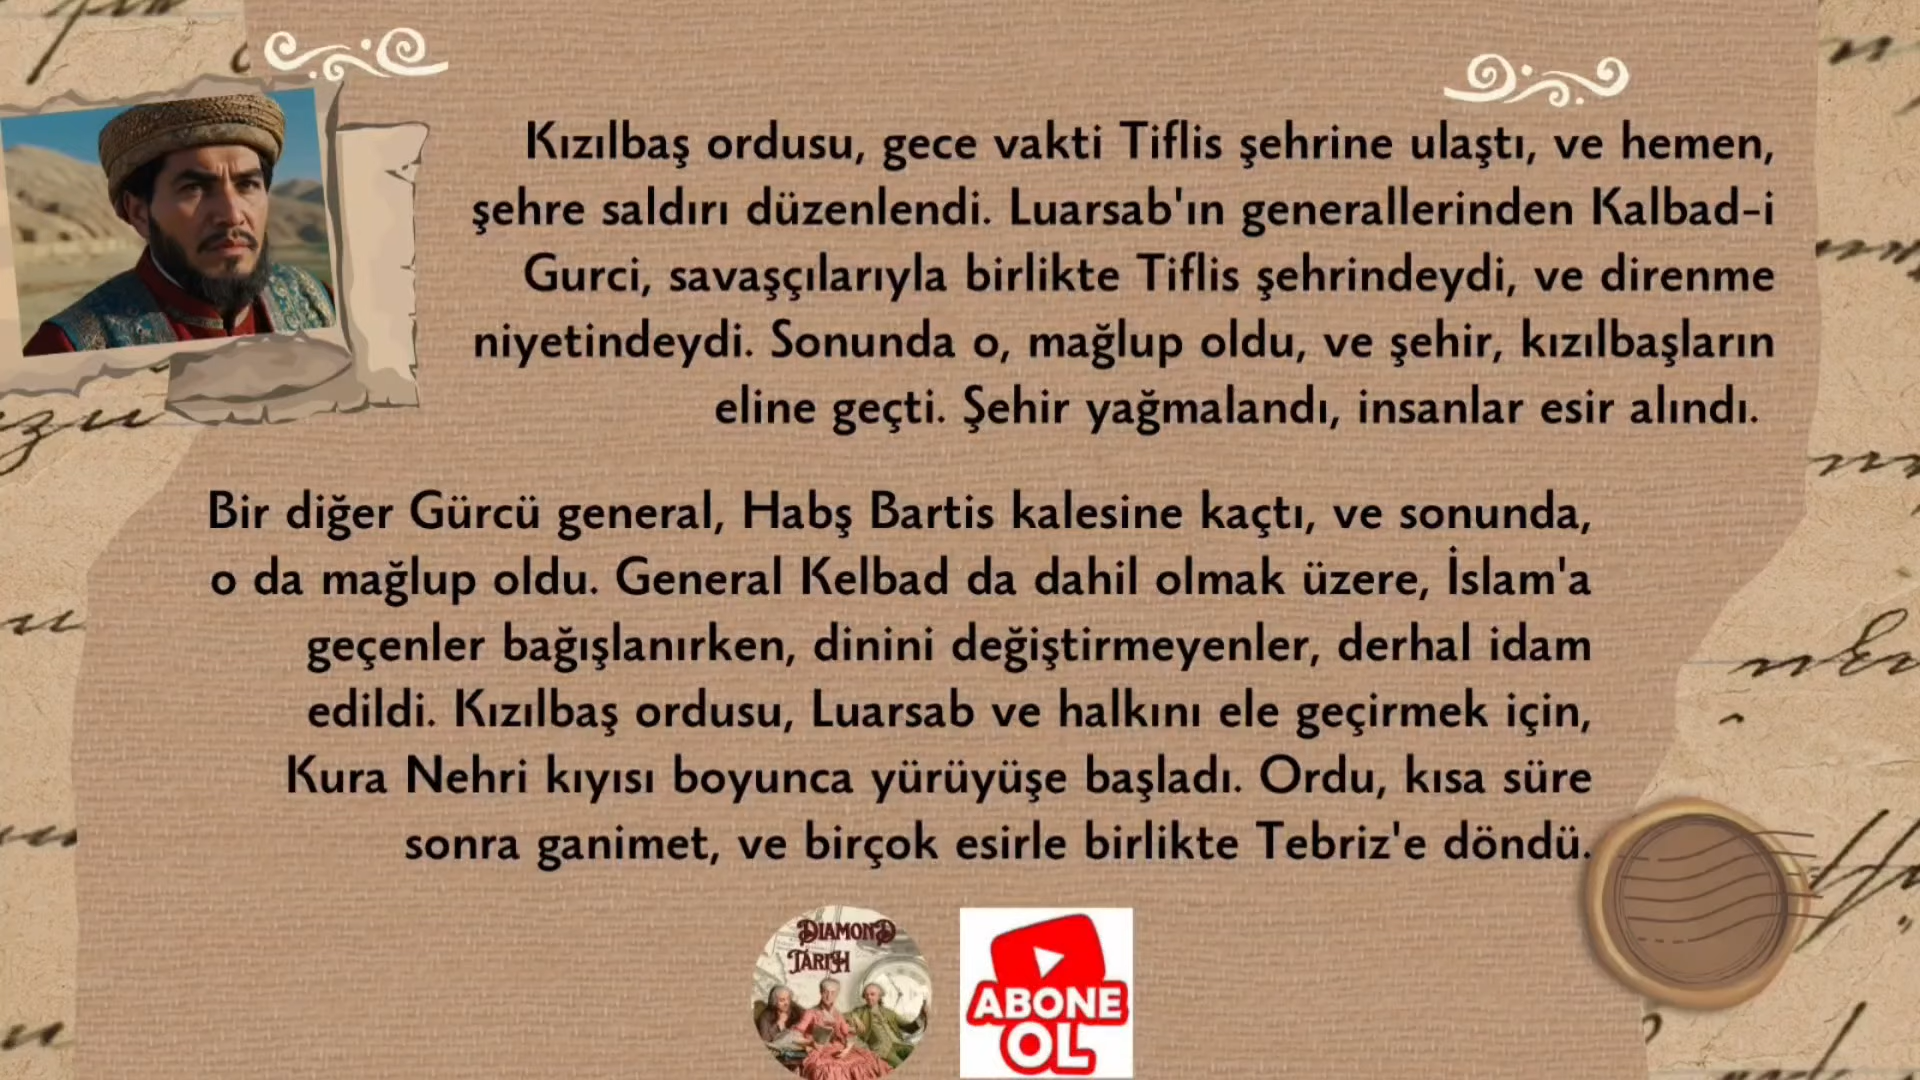 Kızılbaş ordusu, gece vakti Tiflis şehrine ulaştı, ve hemen,
şehre saldırı düzenlendi. Luarsab'ın generallerinden Kalbad-i
Gurci, savaşçılarıyla birlikte Tiflis şehrindeydi, ve direnme
niyetindeydi. Sonunda o, mağlup oldu, ve şehir, kızılbaşların
eline geçti. Şehir yağmalandı, insanlar esir alındı.
Bir diğer Gürcü general, Habş Bartis kalesine kaçtı, ve sonunda,
o da mağlup oldu. General Kelbad da dahil olmak üzere, İslam'a
geçenler bağışlanırken, dinini değiştirmeyenler, derhal idam
edildi. Kızılbaş ordusu, Luarsab ve halkını ele geçirmek için,
Kura Nehri kıyısı boyunca yürüyüşe başladı. Ordu, kısa süre
sonra ganimet, ve birçok esirle birlikte Tebriz'e döndü.
DIAMOND
TARIH
ABONE
OL